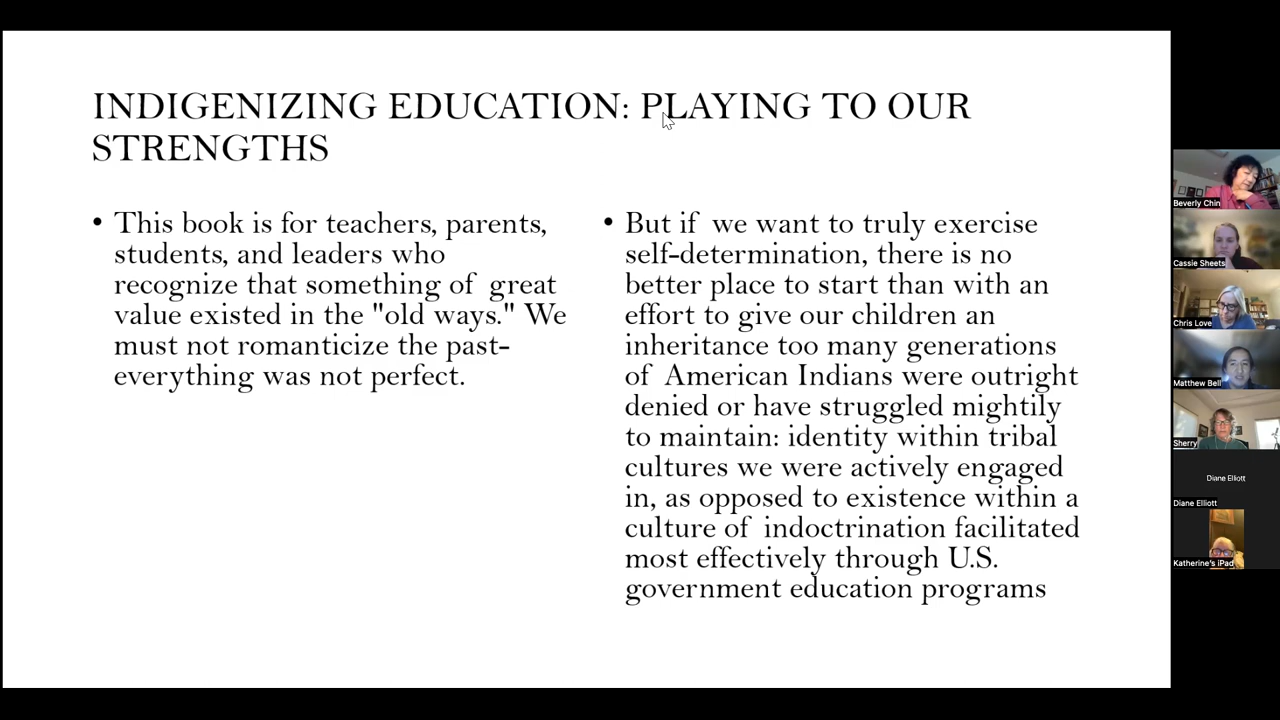 INDIGENIZING EDUCATION: PLAYING TO OUR
STRENGTHS
• This book is for teachers, parents,
students, and leaders who
recognize that something of great
value existed in the "old ways." We
must not romanticize the past-
everything was not perfect.
• But if we want to truly exercise
self-determination, there is no
better place to start than with an
effort to give our children an
inheritance too many generations
of American Indians were outright
denied or have struggled mightily
to maintain: identity within tribal
cultures we were actively engaged
in, as opposed to existence within a
culture of indoctrination facilitated
most effectively through U.S.
government education programs
Beverly Chin
Cassie Sheets
Chris Love
Matthew Bell
Sherry
Diane Elliott
Diane Elliott
Katherine's iPad